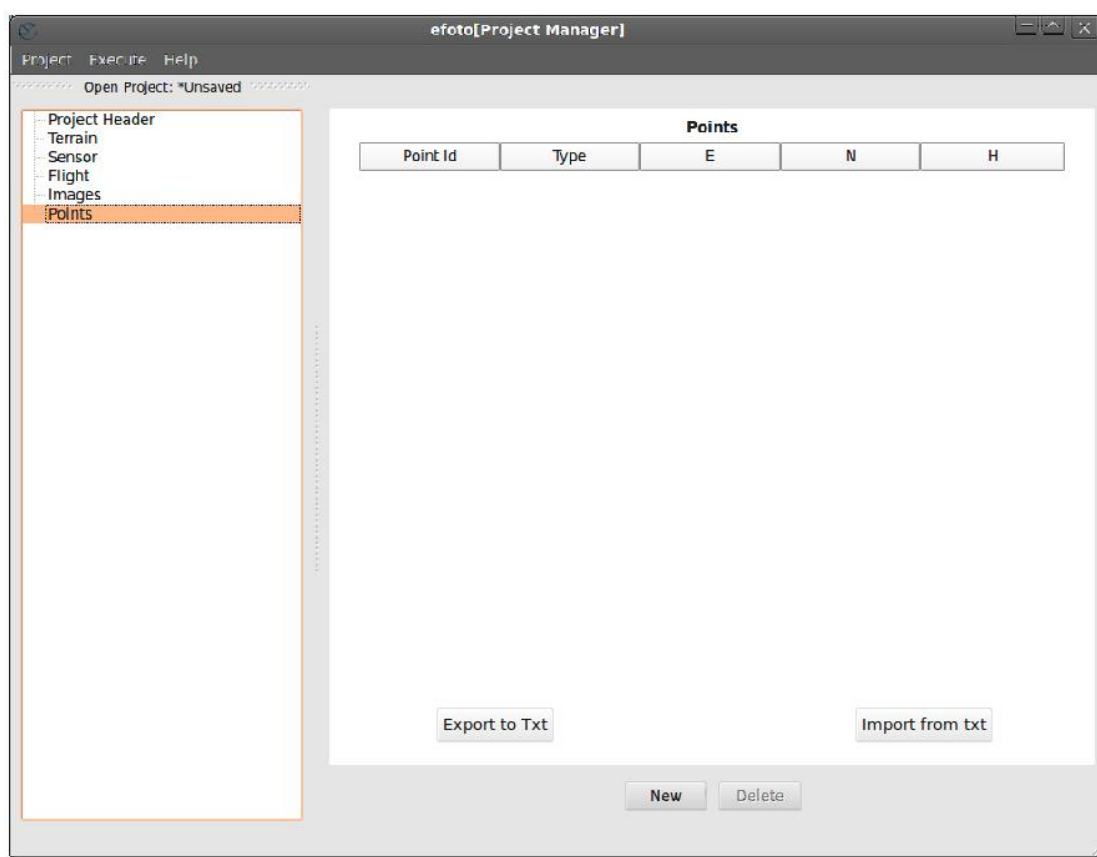 efoto[Project Manager]
Project Execute Help
Open Project: *Unsaved
Project Header
Terrain
Sensor
Flight
Images
Points
Points
Point Id Type E N H
Export to Txt Import from txt
New Delete